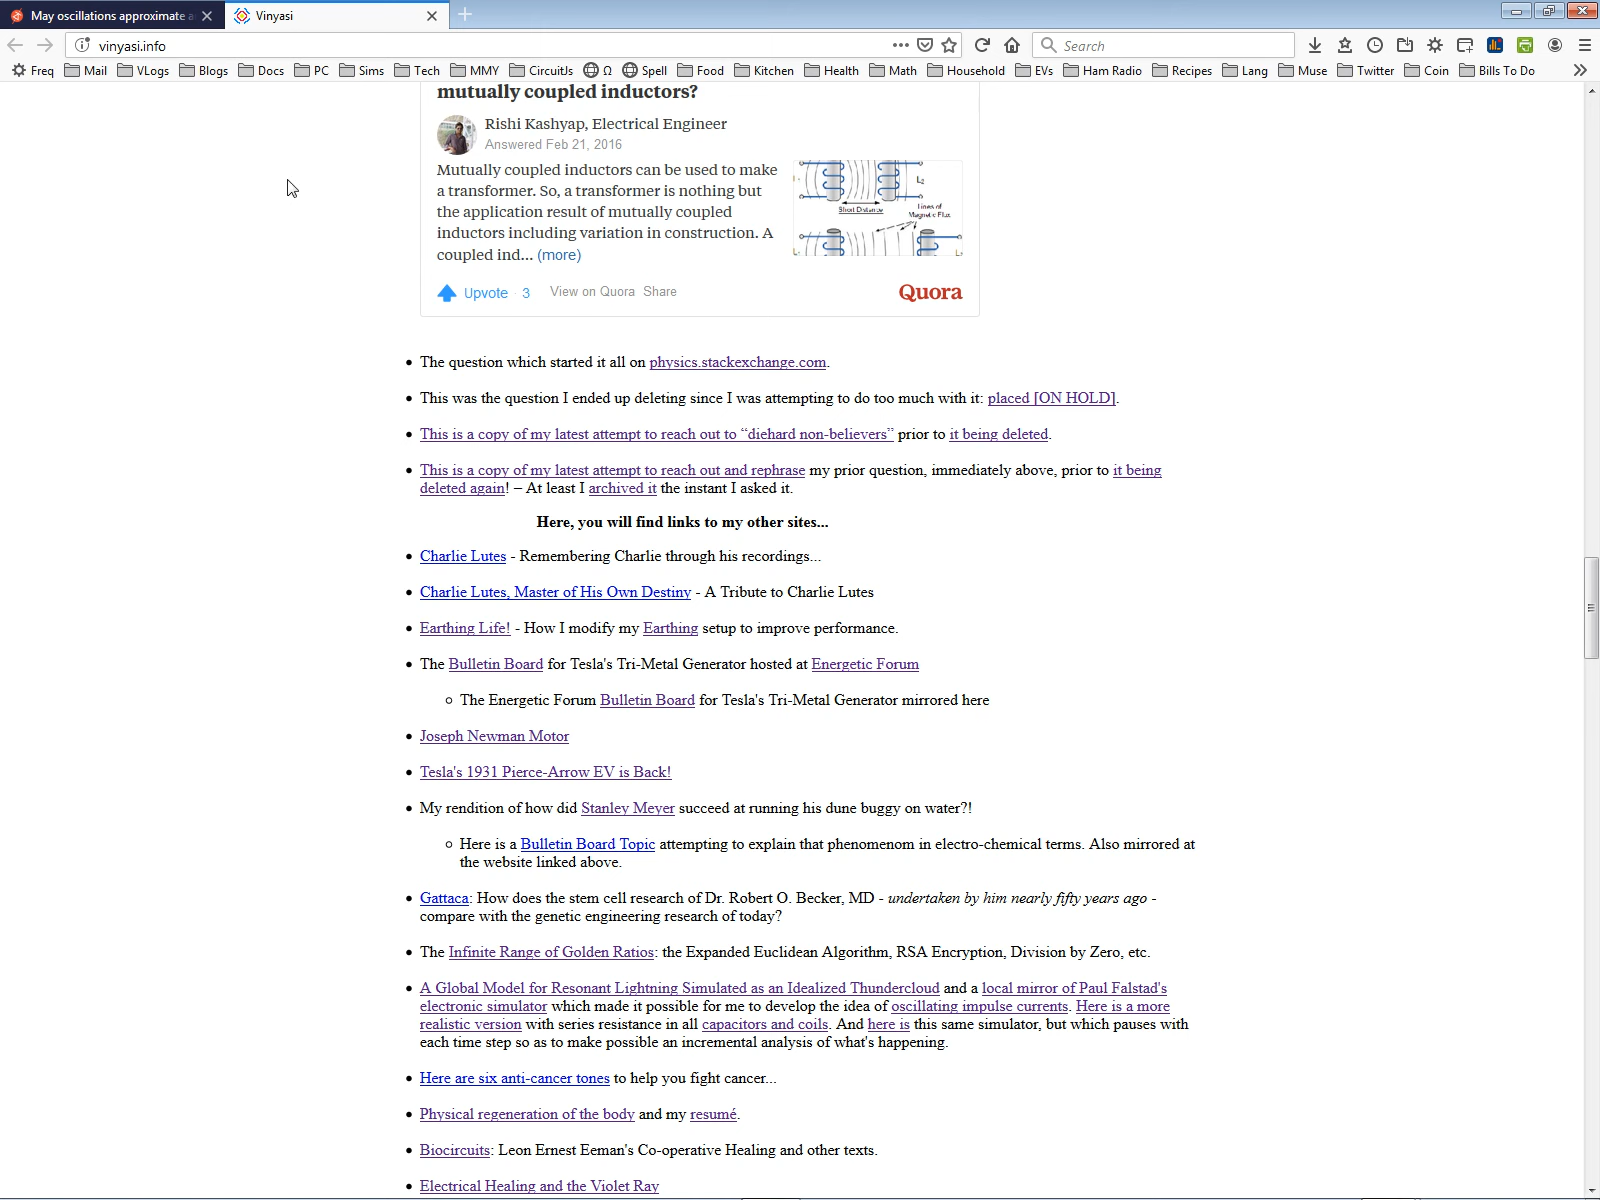 May oscillations approximate a
Vinyasi
vinyasi.info
Search
Freq Mail VLogs Blogs Docs PC Sims Tech MMY CircuitJs Ω Spell Food Kitchen Health Math Household EVs Ham Radio Recipes Lang Muse Twitter Coin Bills To Do
mutually coupled inductors?
Rishi Kashyap, Electrical Engineer
Answered Feb 21, 2016
Mutually coupled inductors can be used to make
a transformer. So, a transformer is nothing but
the application result of mutually coupled
inductors including variation in construction. A
coupled ind... (more)
L2
Short Distance
Lines of
Magnetic Flux
Upvote · 3 View on Quora Share
Quora
• The question which started it all on physics.stackexchange.com.
• This was the question I ended up deleting since I was attempting to do too much with it: placed [ON HOLD].
• This is a copy of my latest attempt to reach out to “diehard non-believers” prior to it being deleted.
• This is a copy of my latest attempt to reach out and rephrase my prior question, immediately above, prior to it being
deleted again! – At least I archived it the instant I asked it.
Here, you will find links to my other sites...
• Charlie Lutes - Remembering Charlie through his recordings...
• Charlie Lutes, Master of His Own Destiny - A Tribute to Charlie Lutes
• Earthing Life! - How I modify my Earthing setup to improve performance.
• The Bulletin Board for Tesla's Tri-Metal Generator hosted at Energetic Forum
◦ The Energetic Forum Bulletin Board for Tesla's Tri-Metal Generator mirrored here
• Joseph Newman Motor
• Tesla's 1931 Pierce-Arrow EV is Back!
• My rendition of how did Stanley Meyer succeed at running his dune buggy on water?!
◦ Here is a Bulletin Board Topic attempting to explain that phenomenom in electro-chemical terms. Also mirrored at
the website linked above.
• Gattaca: How does the stem cell research of Dr. Robert O. Becker, MD - undertaken by him nearly fifty years ago -
compare with the genetic engineering research of today?
• The Infinite Range of Golden Ratios: the Expanded Euclidean Algorithm, RSA Encryption, Division by Zero, etc.
• A Global Model for Resonant Lightning Simulated as an Idealized Thundercloud and a local mirror of Paul Falstad's
electronic simulator which made it possible for me to develop the idea of oscillating impulse currents. Here is a more
realistic version with series resistance in all capacitors and coils. And here is this same simulator, but which pauses with
each time step so as to make possible an incremental analysis of what's happening.
• Here are six anti-cancer tones to help you fight cancer...
• Physical regeneration of the body and my resumé.
• Biocircuits: Leon Ernest Eeman's Co-operative Healing and other texts.
• Electrical Healing and the Violet Ray